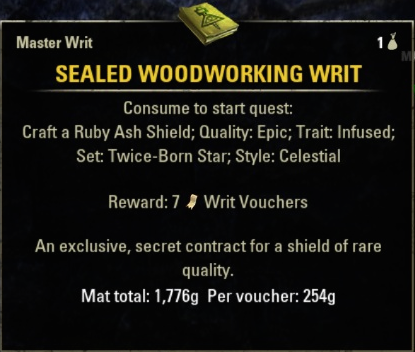 Master Writ 1
SEALED WOODWORKING WRIT
Consume to start quest:
Craft a Ruby Ash Shield; Quality: Epic; Trait: Infused;
Set: Twice-Born Star; Style: Celestial
Reward: 7 Writ Vouchers
An exclusive, secret contract for a shield of rare
quality.
Mat total: 1,776g Per voucher: 254g